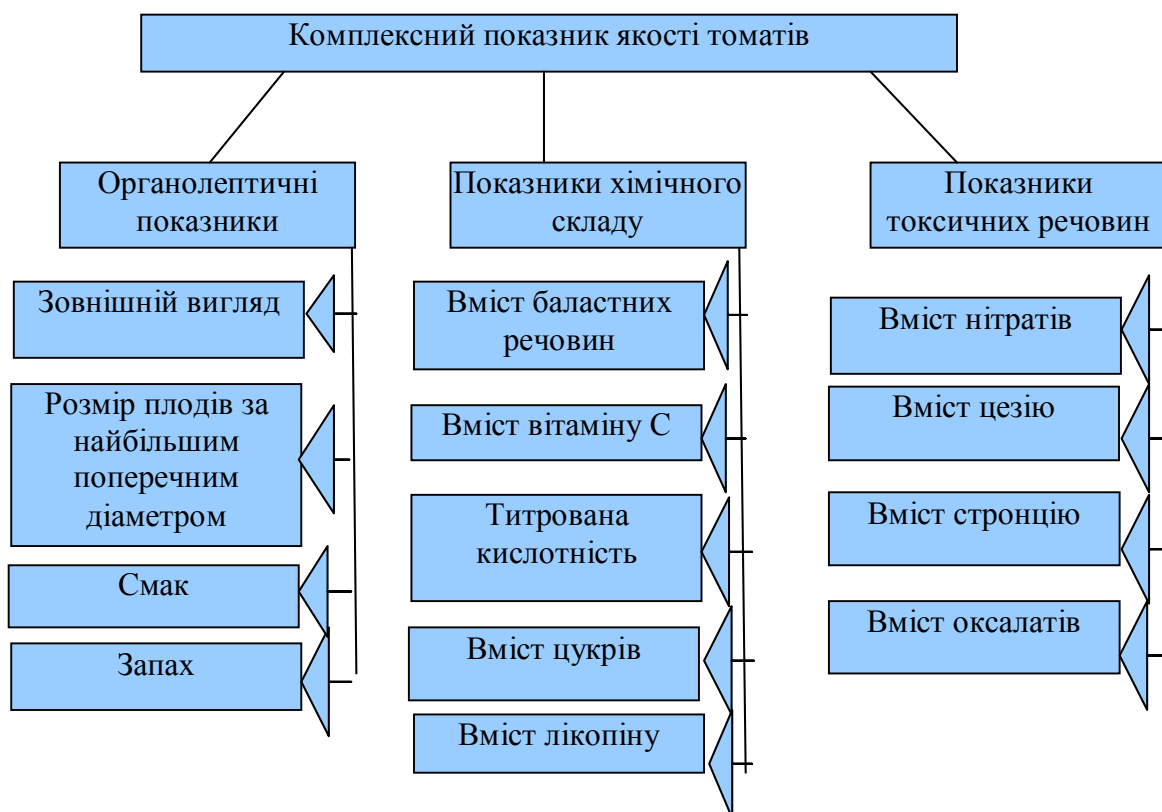 Комплексний показник якості томатів
Органолептичні
показники
Зовнішній вигляд
Розмір плодів за
найбільшим
поперечним
діаметром
Смак
Запах
Показники хімічного
складу
Вміст баластних
речовин
Вміст вітаміну С
Титрована
кислотність
Вміст цукрів
Вміст лікопіну
Показники
токсичних речовин
Вміст нітратів
Вміст цезію
Вміст стронцію
Вміст оксалатів